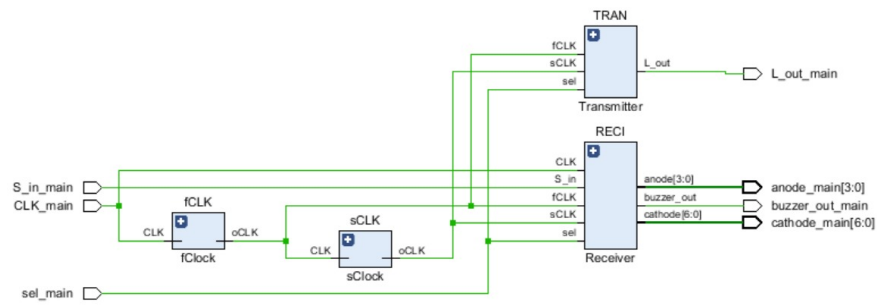 TRAN
fCLK
sCLK
sel
L_out
L_out_main
Transmitter
RECI
CLK
S_in
fCLK
sCLK
sel
anode[3:0]
buzzer_out
cathode[6:0]
Receiver
anode_main[3:0]
buzzer_out_main
cathode_main[6:0]
S_in_main
CLK_main
fCLK
CLK
oCLK
fClock
sCLK
CLK
oCLK
sClock
sel_main